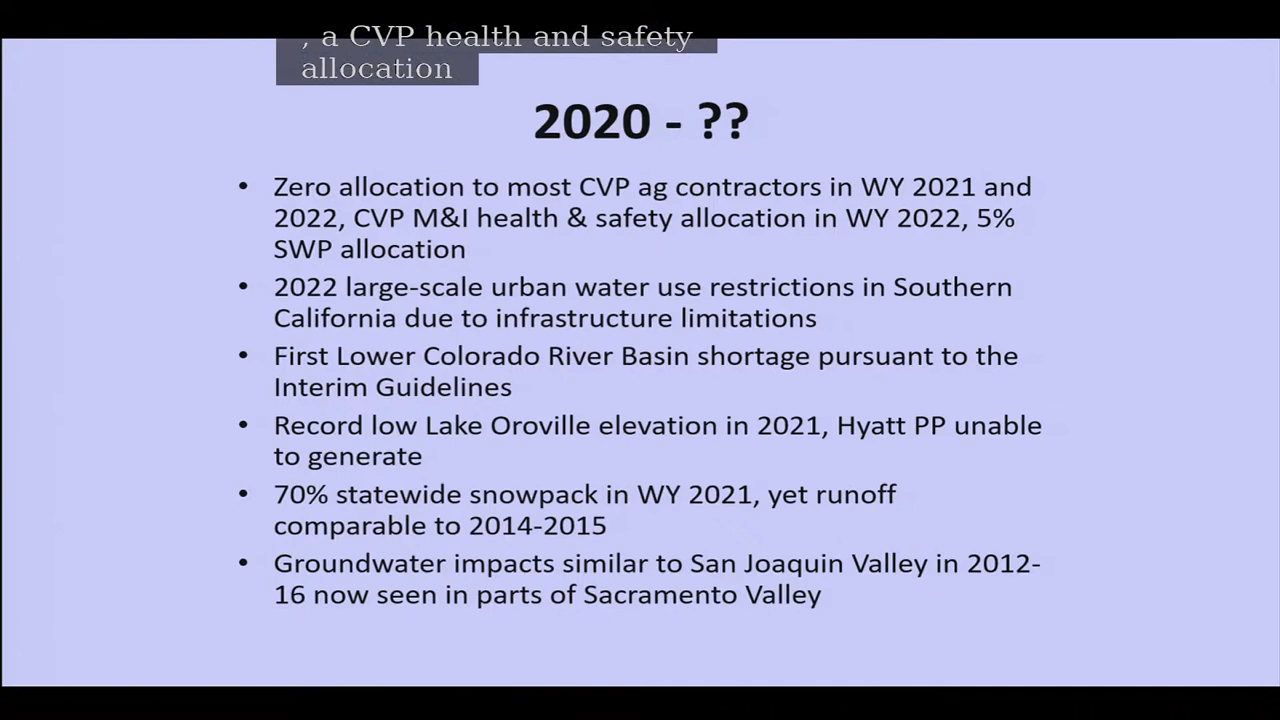 , a CVP health and safety
allocation
2020 - ??
• Zero allocation to most CVP ag contractors in WY 2021 and
2022, CVP M&I health & safety allocation in WY 2022, 5%
SWP allocation
• 2022 large-scale urban water use restrictions in Southern
California due to infrastructure limitations
• First Lower Colorado River Basin shortage pursuant to the
Interim Guidelines
• Record low Lake Oroville elevation in 2021, Hyatt PP unable
to generate
• 70% statewide snowpack in WY 2021, yet runoff
comparable to 2014-2015
• Groundwater impacts similar to San Joaquin Valley in 2012-
16 now seen in parts of Sacramento Valley